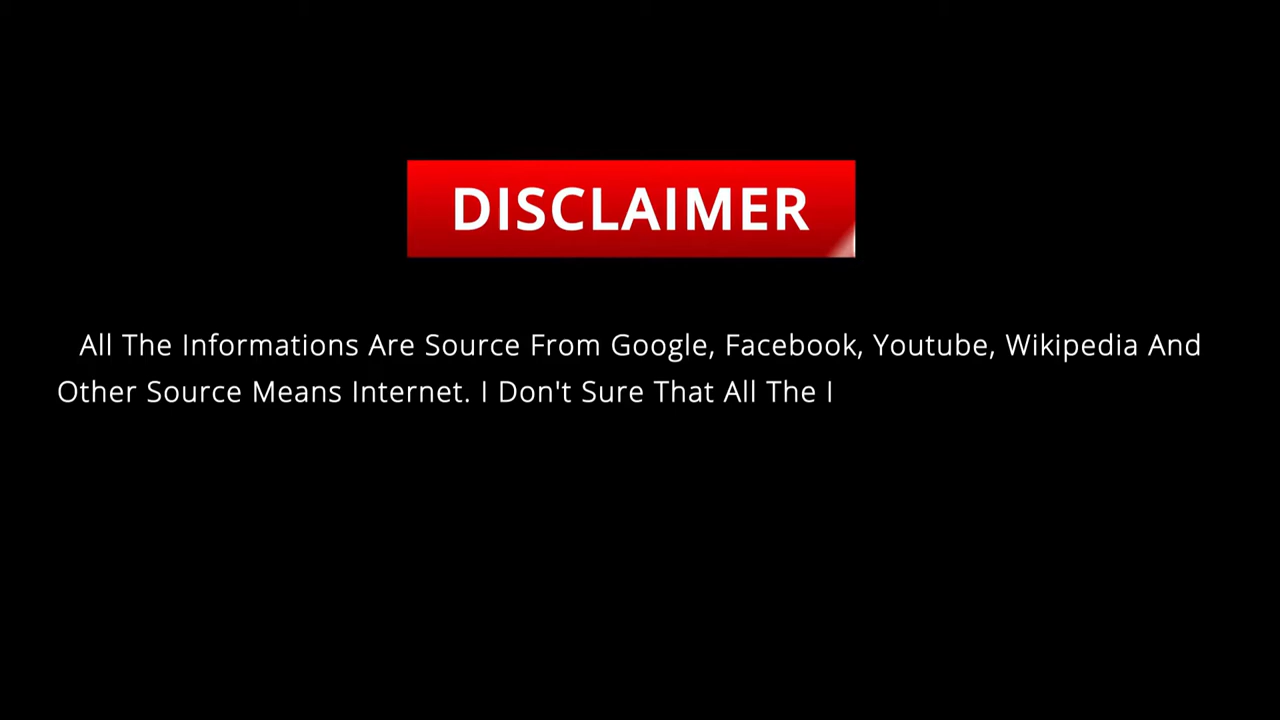 DISCLAIMER
All The Informations Are Source From Google, Facebook, Youtube, Wikipedia And
Other Source Means Internet. I Don't Sure That All The I